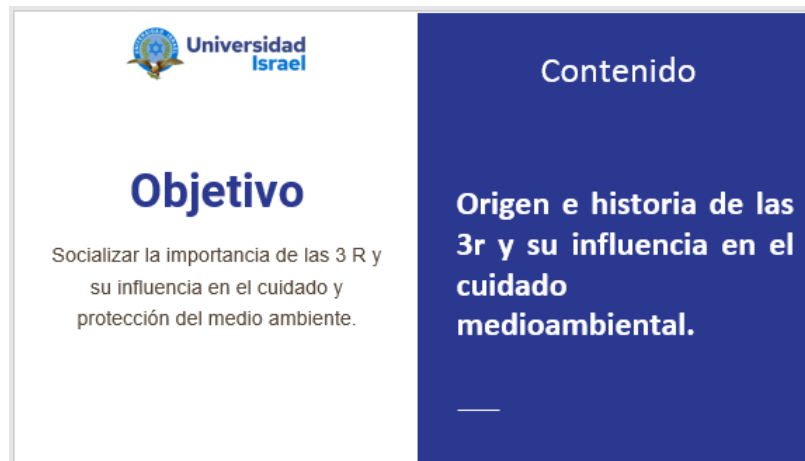 Universidad
Israel
Objetivo
Socializar la importancia de las 3 R y
su influencia en el cuidado y
protección del medio ambiente.
Contenido
Origen e historia de las
3r y su influencia en el
cuidado
medioambiental.